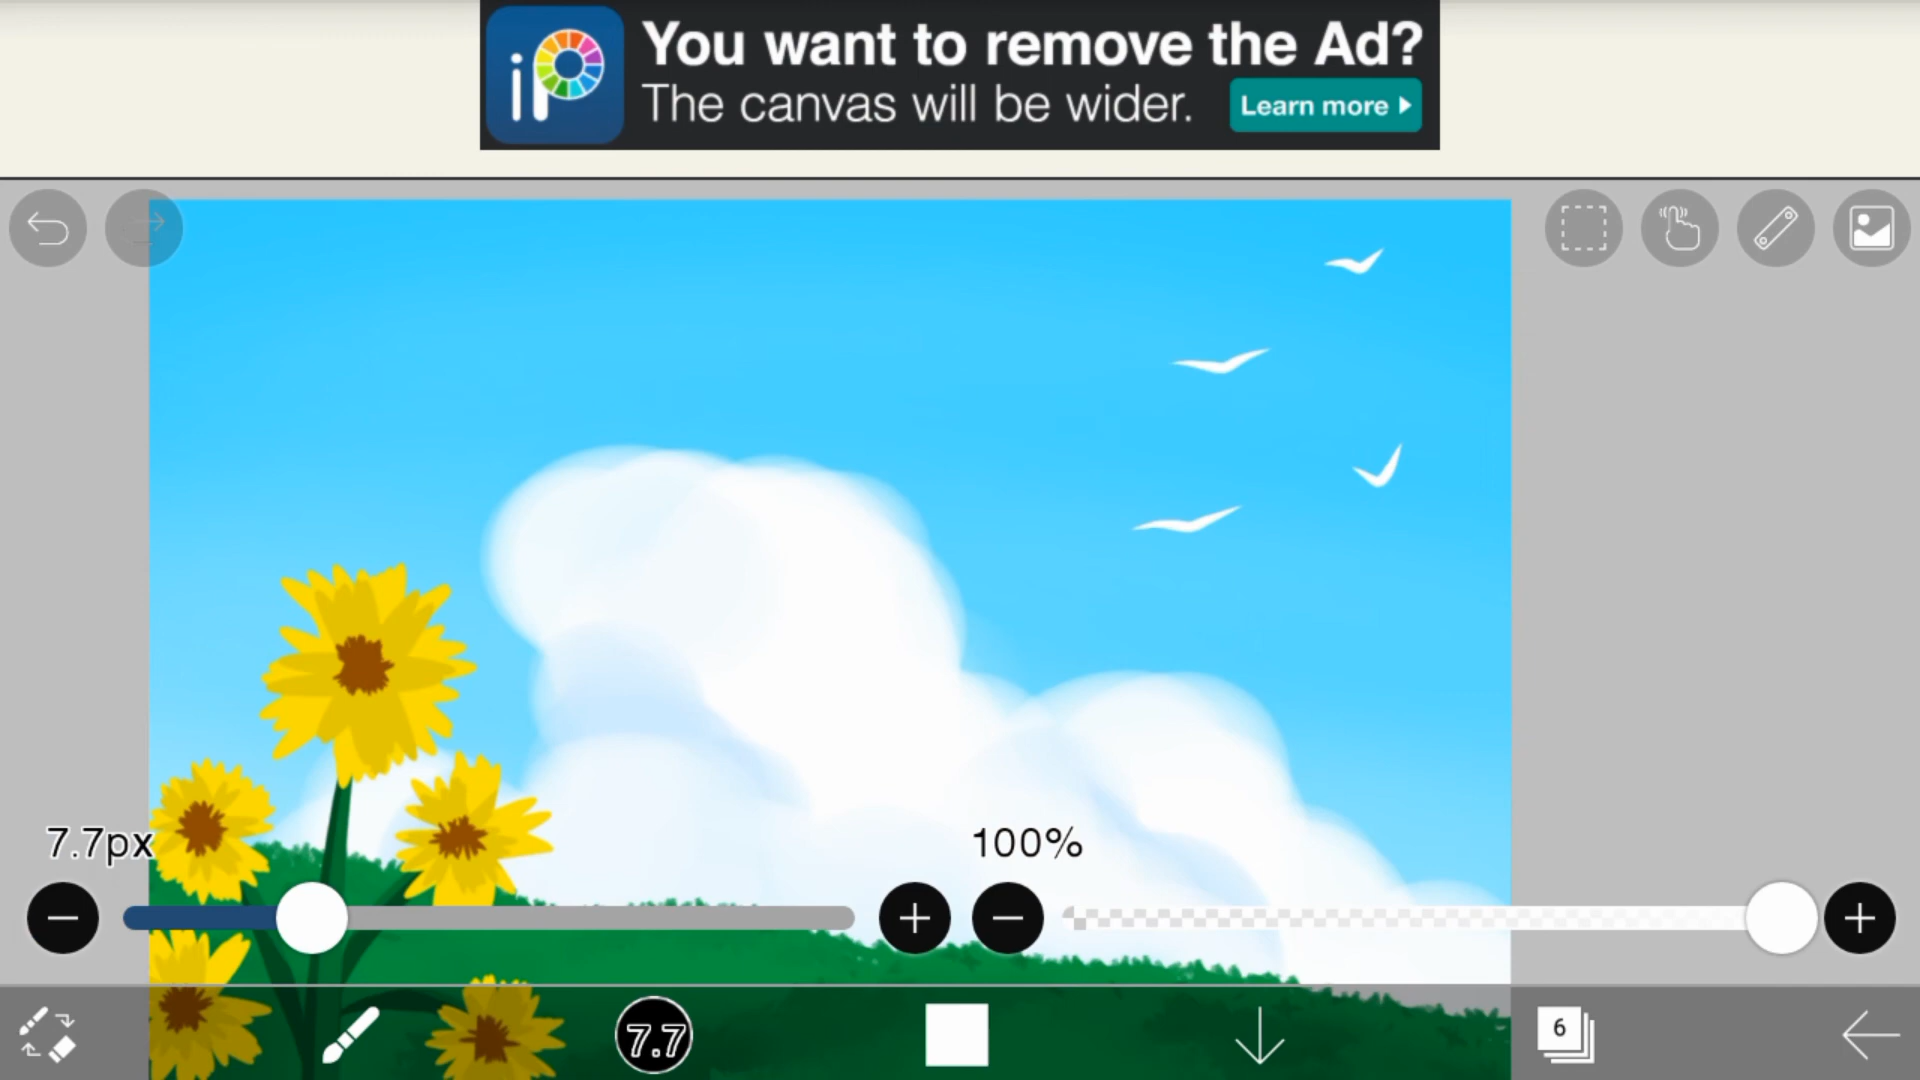 iP
You want to remove the Ad?
The canvas will be wider.
Learn more
7.7px
100%
7.7
6